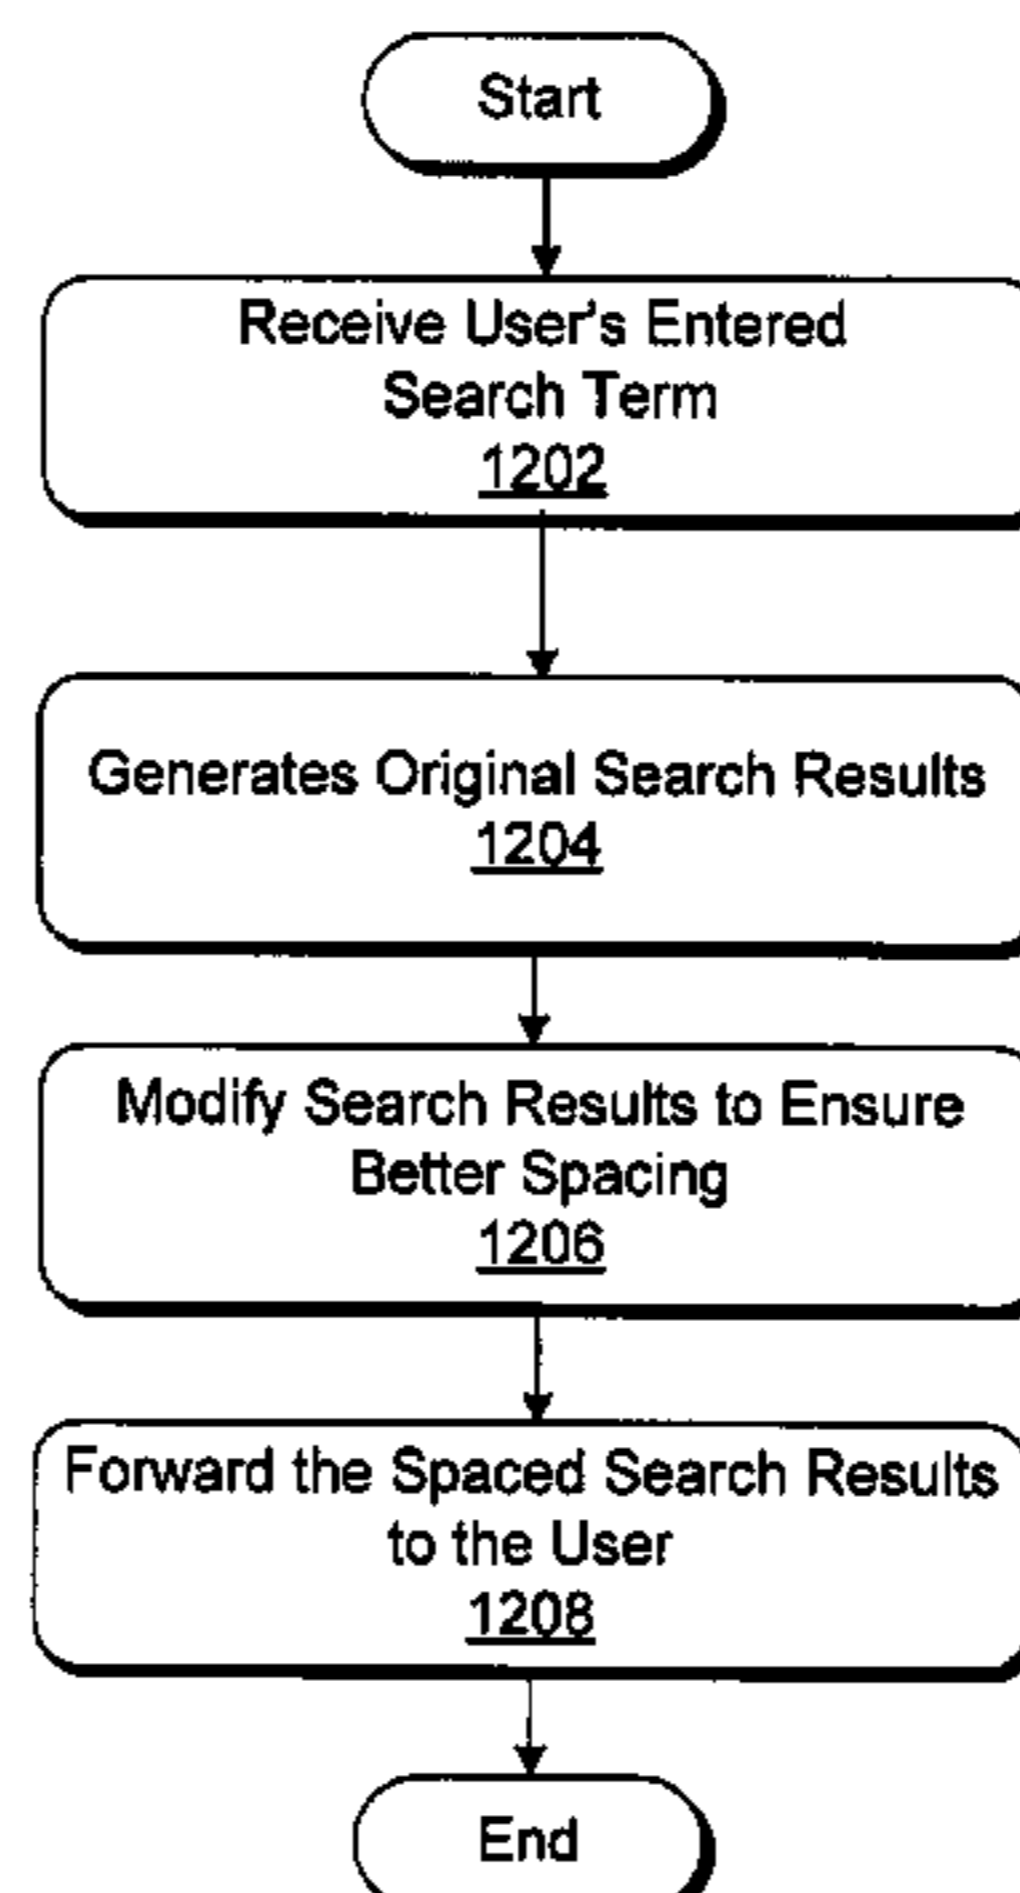 Start
Receive User's Entered
Search Term
1202
Generates Original Search Results
1204
Modify Search Results to Ensure
Better Spacing
1206
Forward the Spaced Search Results
to the User
1208
End